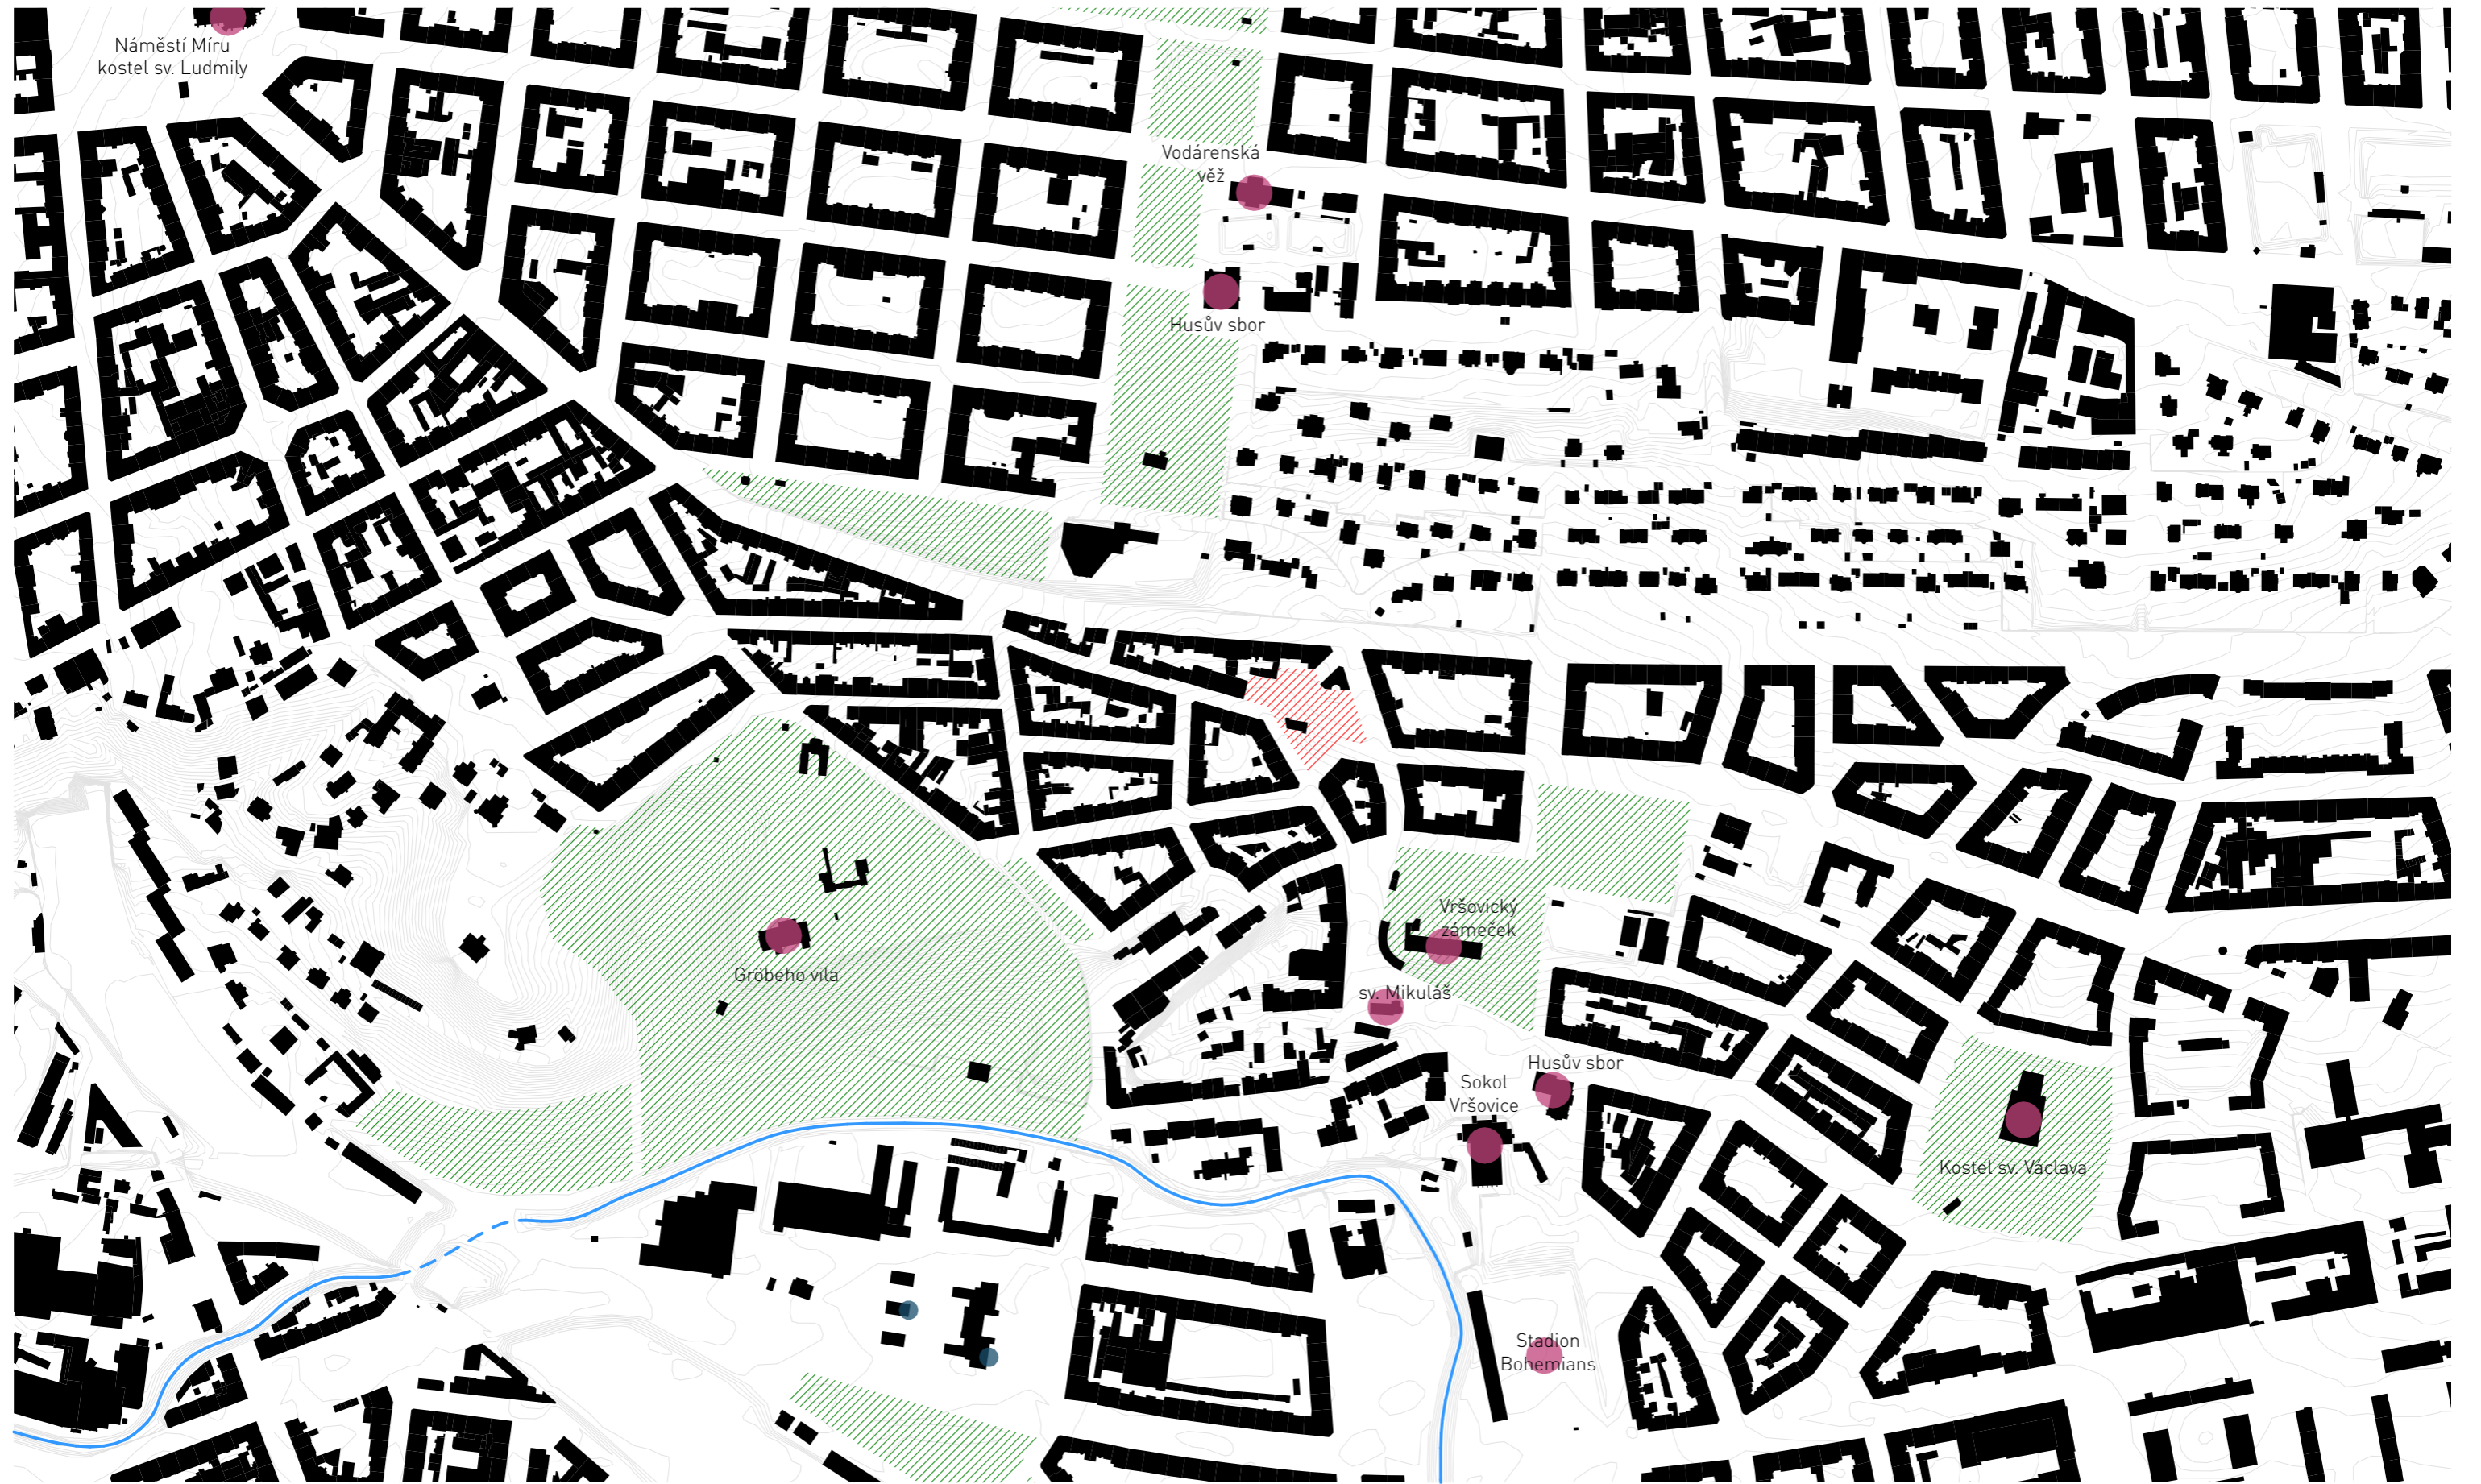 Náměstí Míru
kostel sv. Ludmily
Vodárenská
věž
Husův sbor
Vršovický
zámeček
Gröbeho vila
sv. Mikuláš
Husův sbor
Sokol
Vršovice
Kostel sv. Václava
Stadion
Bohemians